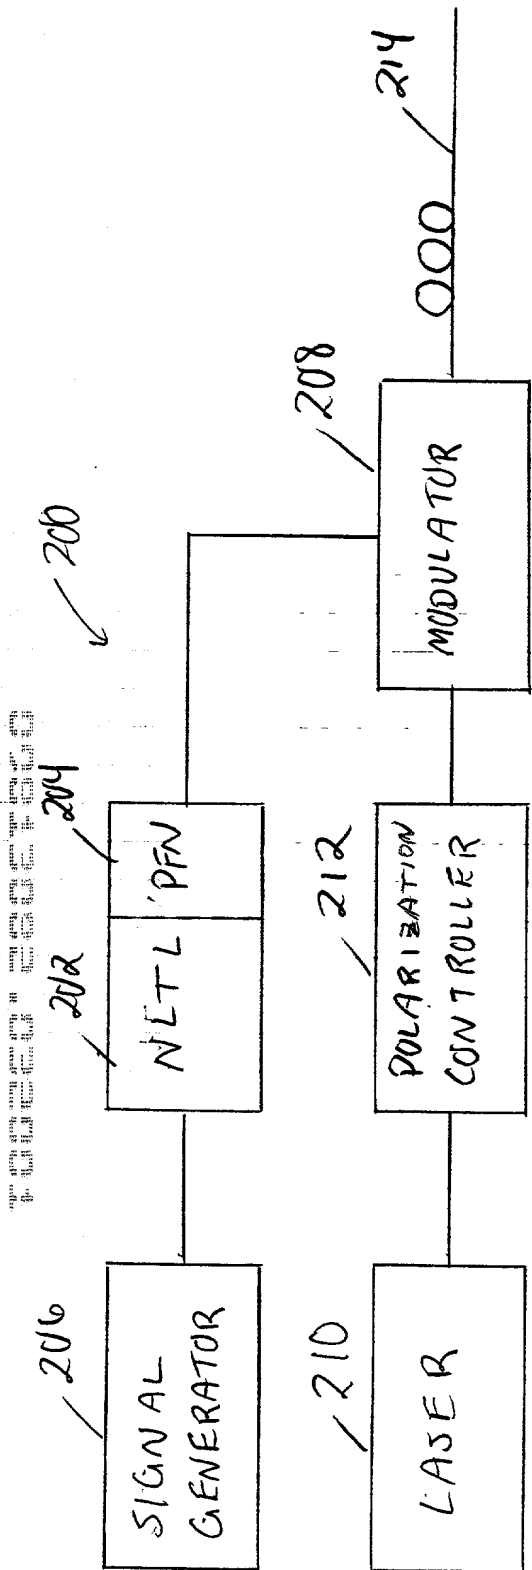 200
206
SIGNAL
GENERATOR
202
NLTL
204
PFN
210
LASER
212
POLARIZATION
CONTROLLER
208
MODULATOR
214